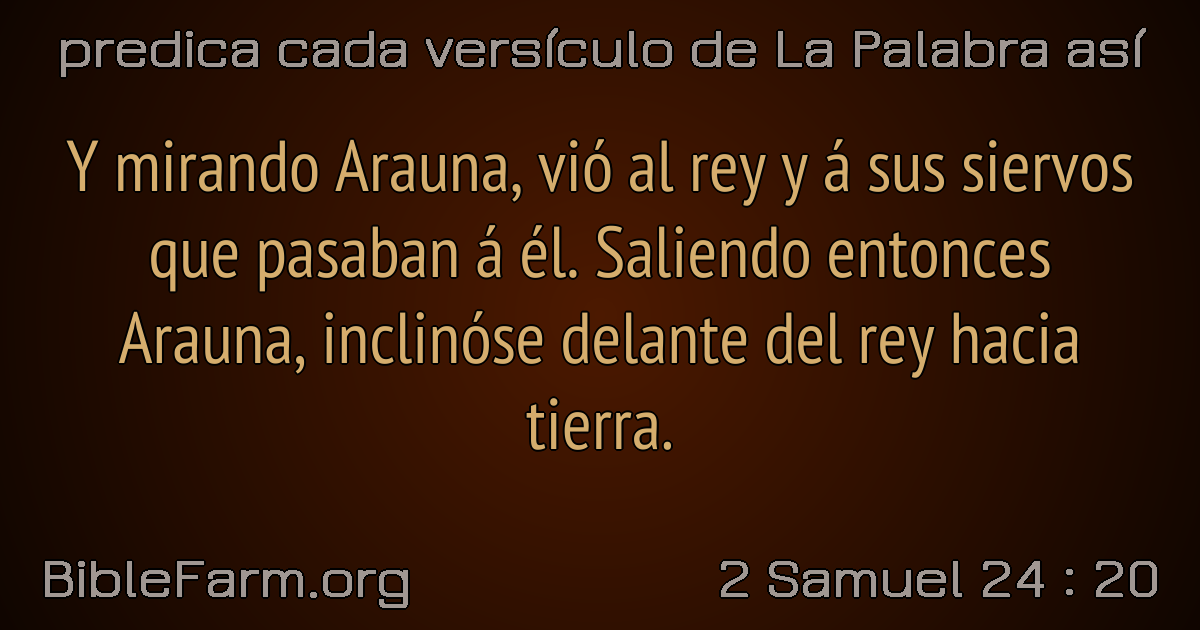 predica cada versículo de La Palabra así
Y mirando Arauna, vió al rey y á sus siervos
que pasaban á él. Saliendo entonces
Arauna, inclinóse delante del rey hacia
tierra.
BibleFarm.org
2 Samuel 24 : 20